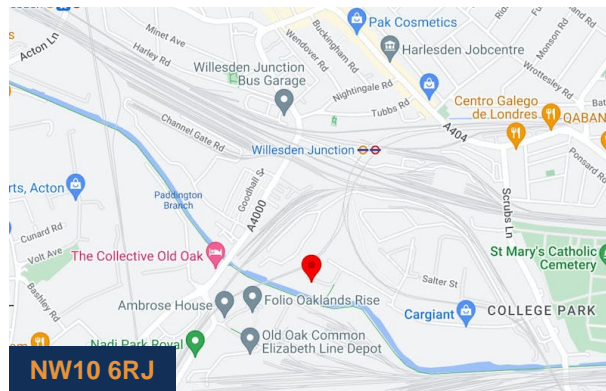 Pak Cosmetics
Acton Ln
Minet Ave
Harley Rd
Wendover Rd
Buckingham Rd
Harlesden Jobcentre
Furness Rd
Monson Rd
Wrottesley Rd
Willesden Junction
Bus Garage
Nightingale Rd
Tubbs Rd
A404
Centro Galego
de Londres
QABAN
Channel Gate Rd
Willesden Junction
Ponsard Rd
Scrubs Ln
rts, Acton
Paddington
Branch
Goodhall St
A4000
Cunard Rd
Volt Ave
Bashley Rd
The Collective Old Oak
St Mary's Catholic
Cemetery
Salter St
Ambrose House
Folio Oaklands Rise
Cargiant
COLLEGE PARK
Nadi Park Royal
Old Oak Common
Elizabeth Line Depot
NW10 6RJ